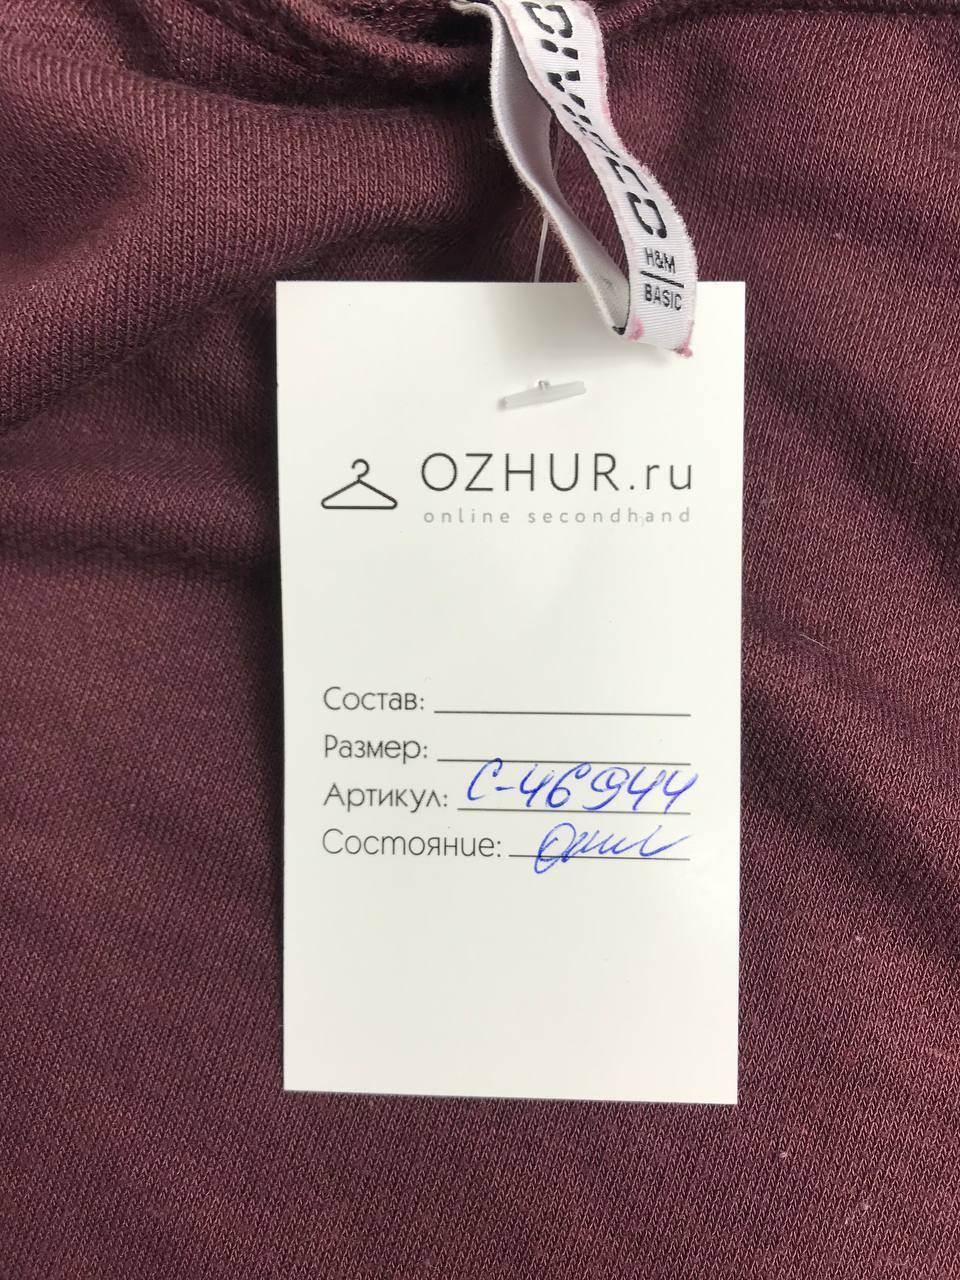 DIVIDED
H&M
BASIC
OZHUR.ru
online secondhand
Состав:
Размер:
Артикул: С-46944
Состояние: Отл